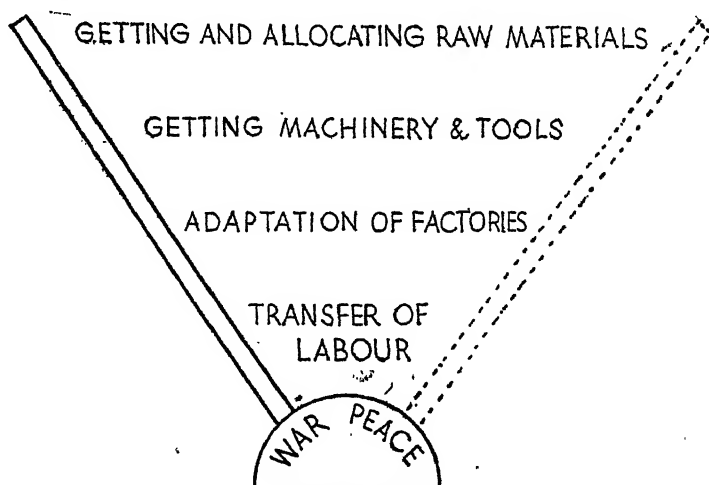 GETTING AND ALLOCATING RAW MATERIALS
GETTING MACHINERY & TOOLS
ADAPTATION OF FACTORIES
TRANSFER OF
LABOUR
WAR PEACE